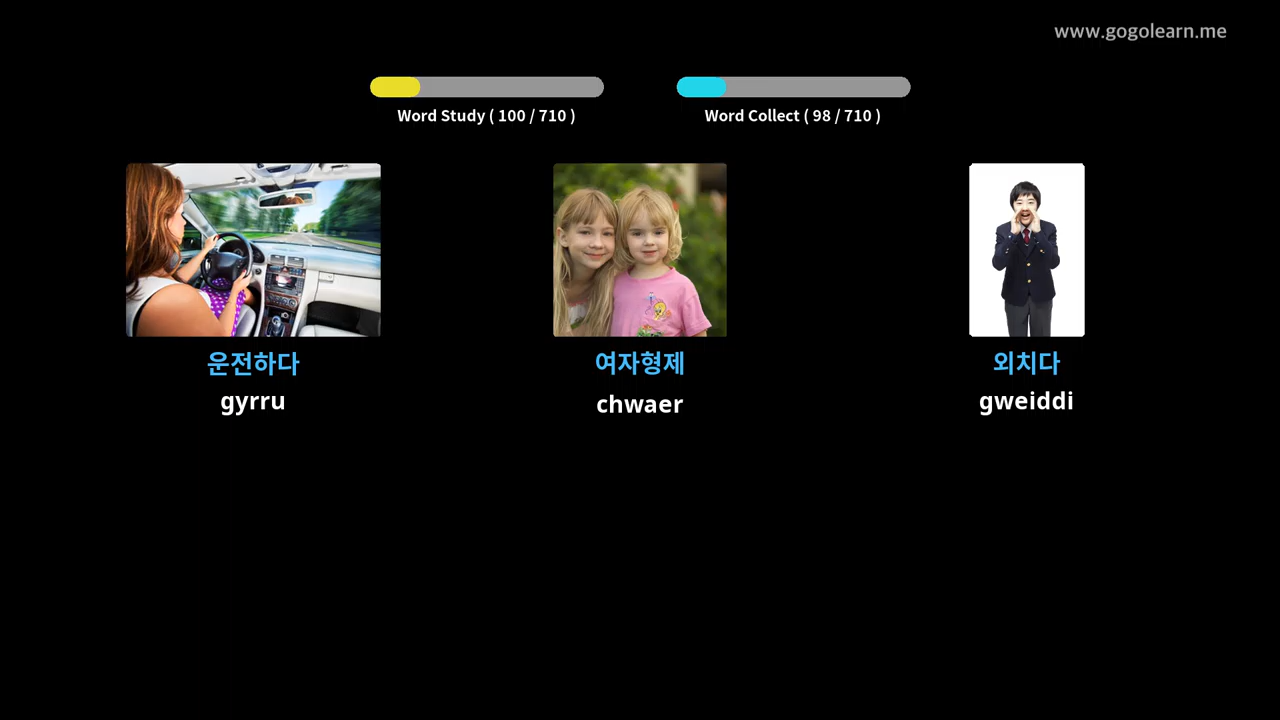 www.gogolearn.me
Word Study ( 100 / 710 )
Word Collect ( 98 / 710 )
운전하다
gyrru
여자형제
chwaer
외치다
gweiddi